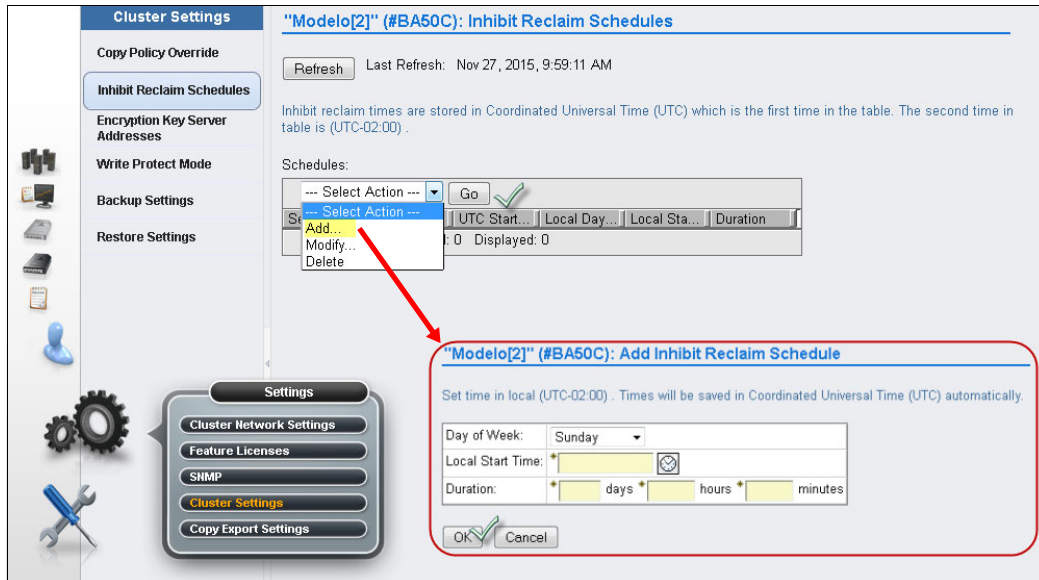 Cluster Settings
Copy Policy Override
Inhibit Reclaim Schedules
Encryption Key Server
Addresses
Write Protect Mode
Backup Settings
Restore Settings
"Modelo[2]" (#BA50C): Inhibit Reclaim Schedules
Refresh Last Refresh: Nov 27, 2015, 9:59:11 AM
Inhibit reclaim times are stored in Coordinated Universal Time (UTC) which is the first time in the table. The second time in
table is (UTC-02:00) .
Schedules:
--- Select Action --- Go
--- Select Action ---
UTC Start... Local Day... Local Sta... Duration
Add...
0 Displayed: 0
Modify...
Delete
Settings
Cluster Network Settings
Feature Licenses
SNMP
Cluster Settings
Copy Export Settings
"Modelo[2]" (#BA50C): Add Inhibit Reclaim Schedule
Set time in local (UTC-02:00) . Times will be saved in Coordinated Universal Time (UTC) automatically.
Day of Week: Sunday
Local Start Time: *
Duration: * days * hours * minutes
OK Cancel